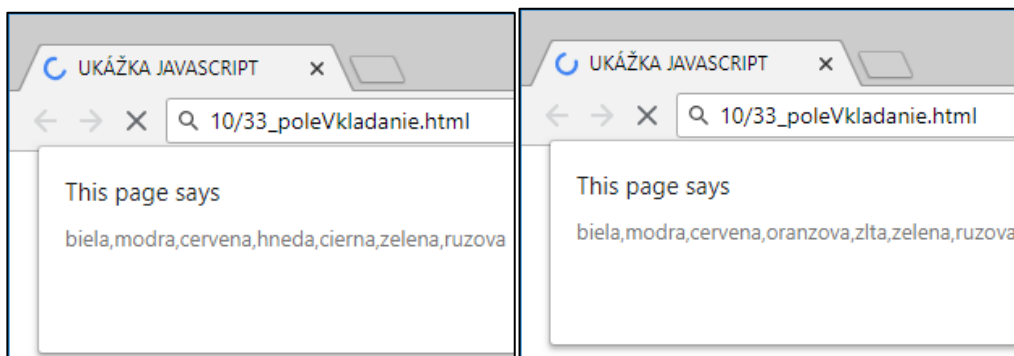 UKÁŽKA JAVASCRIPT
10/33_poleVkladanie.html
This page says
biela,modra,cervena,hneda,cierna,zelena,ruzova
UKÁŽKA JAVASCRIPT
10/33_poleVkladanie.html
This page says
biela,modra,cervena,oranzova,zlta,zelena,ruzova